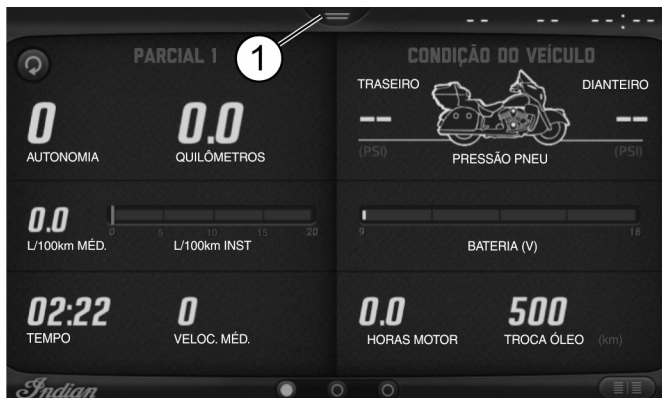 1
-- -- --:--
PARCIAL 1
CONDIÇÃO DO VEÍCULO
TRASEIRO
DIANTEIRO
0
0.0
--
--
AUTONOMIA
QUILÔMETROS
(PSI)
PRESSÃO PNEU
(PSI)
0.0
0 5 10 15 20
9 18
L/100km MÉD.
L/100km INST
BATERIA (V)
02:22
0
0.0
500
TEMPO
VELOC. MÉD.
HORAS MOTOR
TROCA ÓLEO (km)
Indian